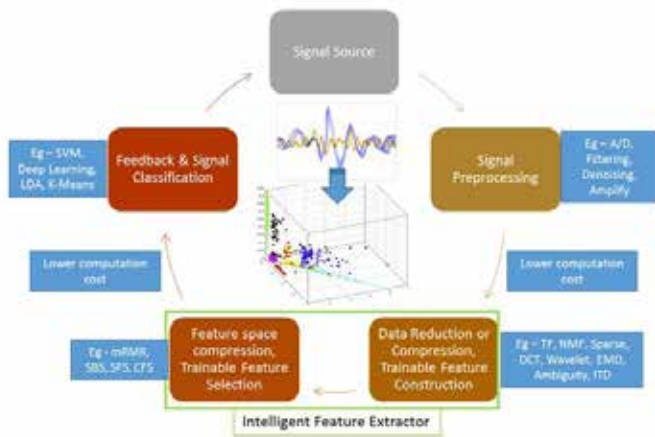 Signal Source
Eg – SVM,
Deep Learning,
LDA, K-Means
Feedback & Signal
Classification
Signal
Preprocessing
Eg – A/D,
Filtering,
Denoising,
Amplify
Lower computation
cost
Lower computation
cost
Eg - mRMR,
SBS, SFS, CFS
Feature space
compression,
Trainable Feature
Selection
Data Reduction or
Compression,
Trainable Feature
Construction
Eg – TF, NMF, Sparse,
DCT, Wavelet, EMD,
Ambiguity, ITD
Intelligent Feature Extractor